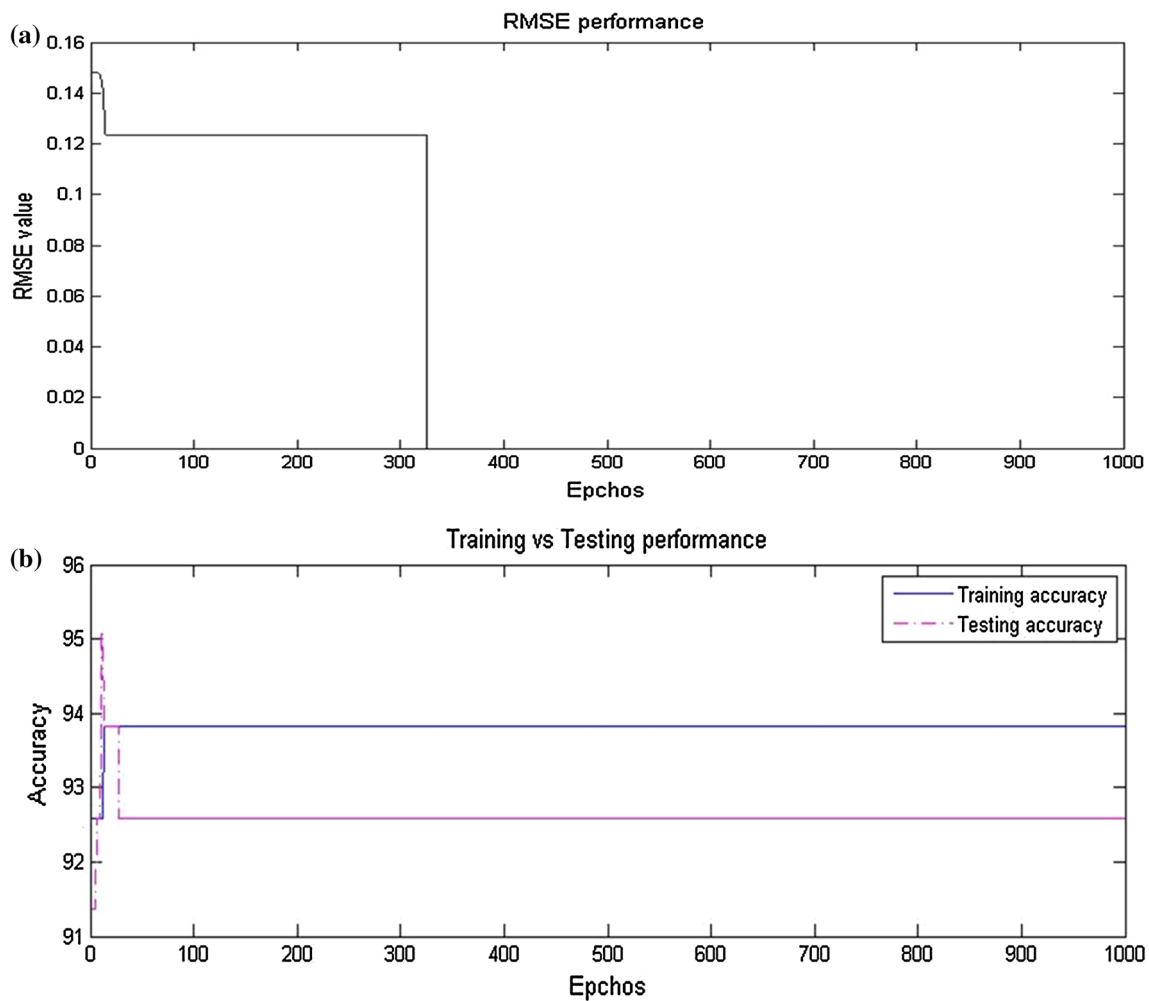 (a)
RMSE performance
0.16
0.14
0.12
0.1
0.08
0.06
0.04
0.02
0
RMSE value
0 100 200 300 400 500 600 700 800 900 1000
Epchos
(b)
Training vs Testing performance
96
95
94
93
92
91
Accuracy
Training accuracy
Testing accuracy
0 100 200 300 400 500 600 700 800 900 1000
Epchos